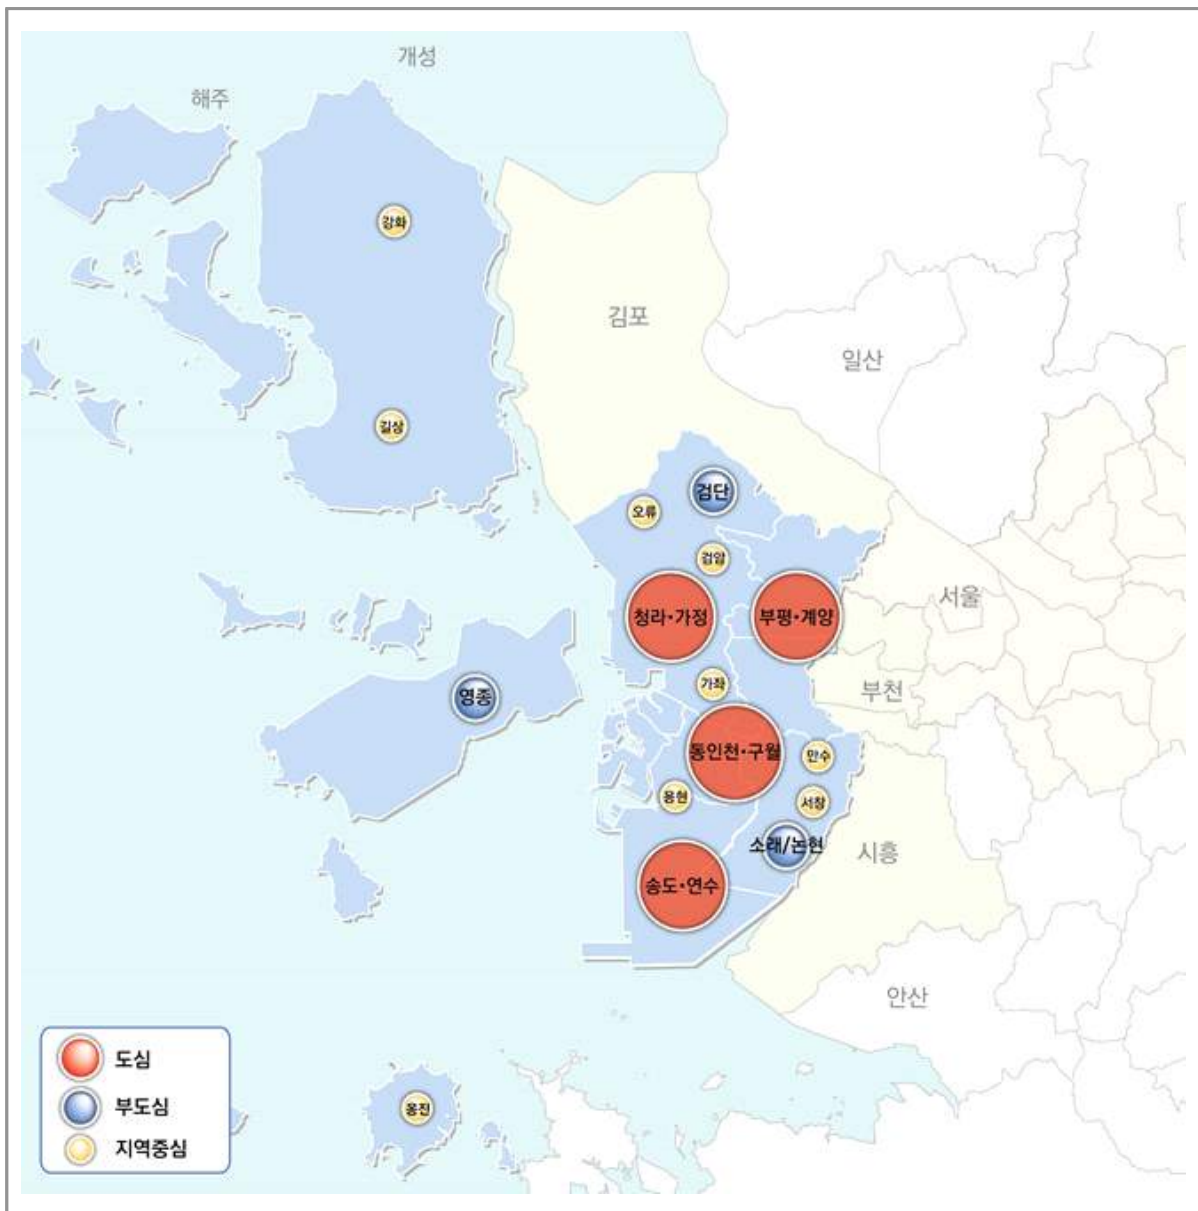 개성
해주
강화
김포
일산
길상
검단
오류
검암
청라·가정
부평·계양
서울
가좌
부천
영종
동인천·구월
만수
용현
서창
소래/논현
시흥
송도·연수
안산
도심
부도심
지역중심
옹진